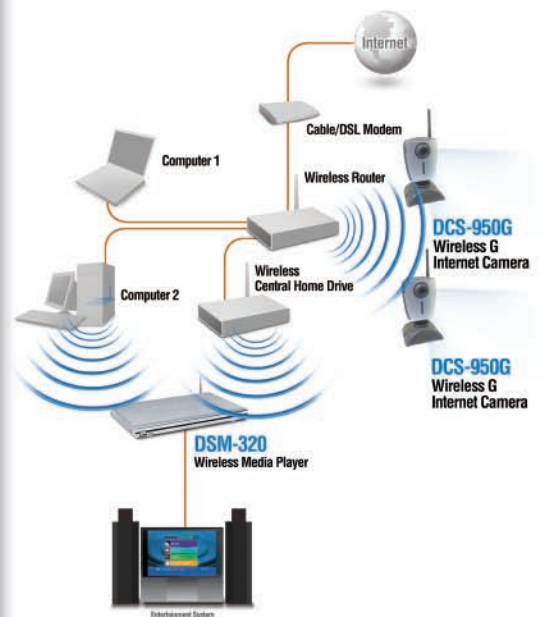 Internet
Cable/DSL Modem
Computer 1
Wireless Router
DCS-950G
Wireless G
Internet Camera
Wireless
Central Home Drive
Computer 2
DCS-950G
Wireless G
Internet Camera
DSM-320
Wireless Media Player
Entertainment System